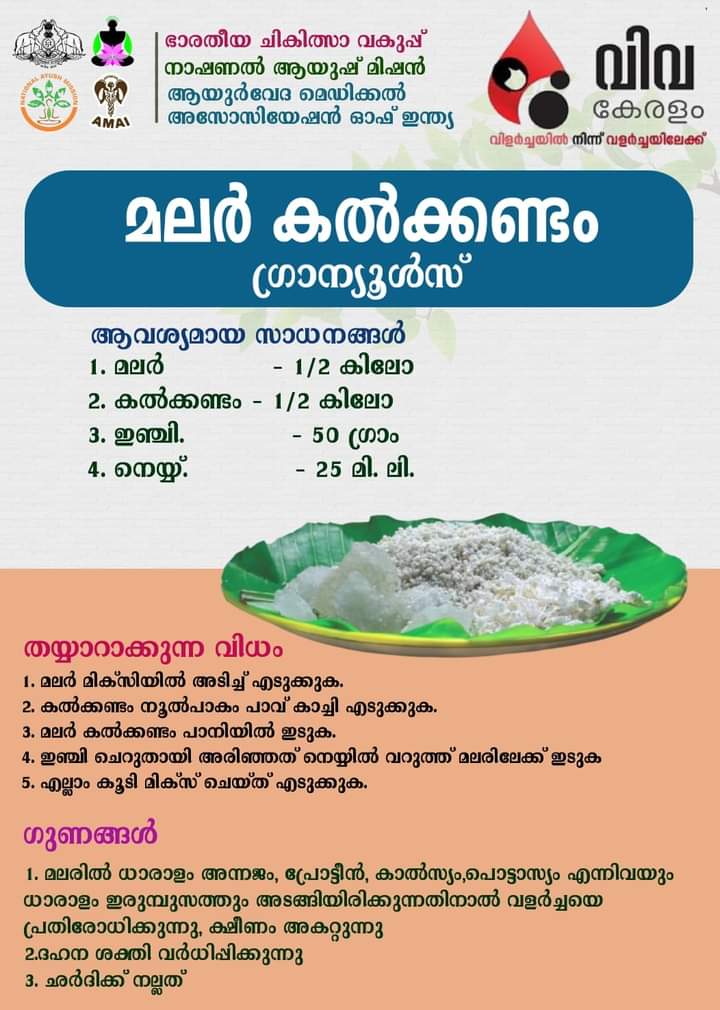 ഭാരതീയ ചികിത്സാ വകുപ്പ്
നാഷണൽ ആയുഷ് മിഷൻ
ആയുർവേദ മെഡിക്കൽ
അസോസിയേഷൻ ഓഫ് ഇന്ത്യ
NATIONAL AYUSH MISSION
AMAI
വിവ
കേരളം
വിളർച്ചയിൽ നിന്ന് വളർച്ചയിലേക്ക്
മലർ കൽക്കണ്ടം
ഗ്രാന്യൂൾസ്
ആവശ്യമായ സാധനങ്ങൾ
1. മലർ - 1/2 കിലോ
2. കൽക്കണ്ടം - 1/2 കിലോ
3. ഇഞ്ചി. - 50 ഗ്രാം
4. നെയ്യ്. - 25 മി. ലി.
തയ്യാറാക്കുന്ന വിധം
1. മലർ മിക്സിയിൽ അടിച്ച് എടുക്കുക.
2. കൽക്കണ്ടം നൂൽപാകം പാവ് കാച്ചി എടുക്കുക.
3. മലർ കൽക്കണ്ടം പാനിയിൽ ഇടുക.
4. ഇഞ്ചി ചെറുതായി അരിഞ്ഞത് നെയ്യിൽ വറുത്ത് മലരിലേക്ക് ഇടുക
5. എല്ലാം കൂടി മിക്സ് ചെയ്ത് എടുക്കുക.
ഗുണങ്ങൾ
1. മലരിൽ ധാരാളം അന്നജം, പ്രോട്ടീൻ, കാൽസ്യം,പൊട്ടാസ്യം എന്നിവയും
ധാരാളം ഇരുമ്പുസത്തും അടങ്ങിയിരിക്കുന്നതിനാൽ വളർച്ചയെ
പ്രതിരോധിക്കുന്നു, ക്ഷീണം അകറ്റുന്നു
2.ദഹന ശക്തി വർധിപ്പിക്കുന്നു
3. ഛർദിക്ക് നല്ലത്